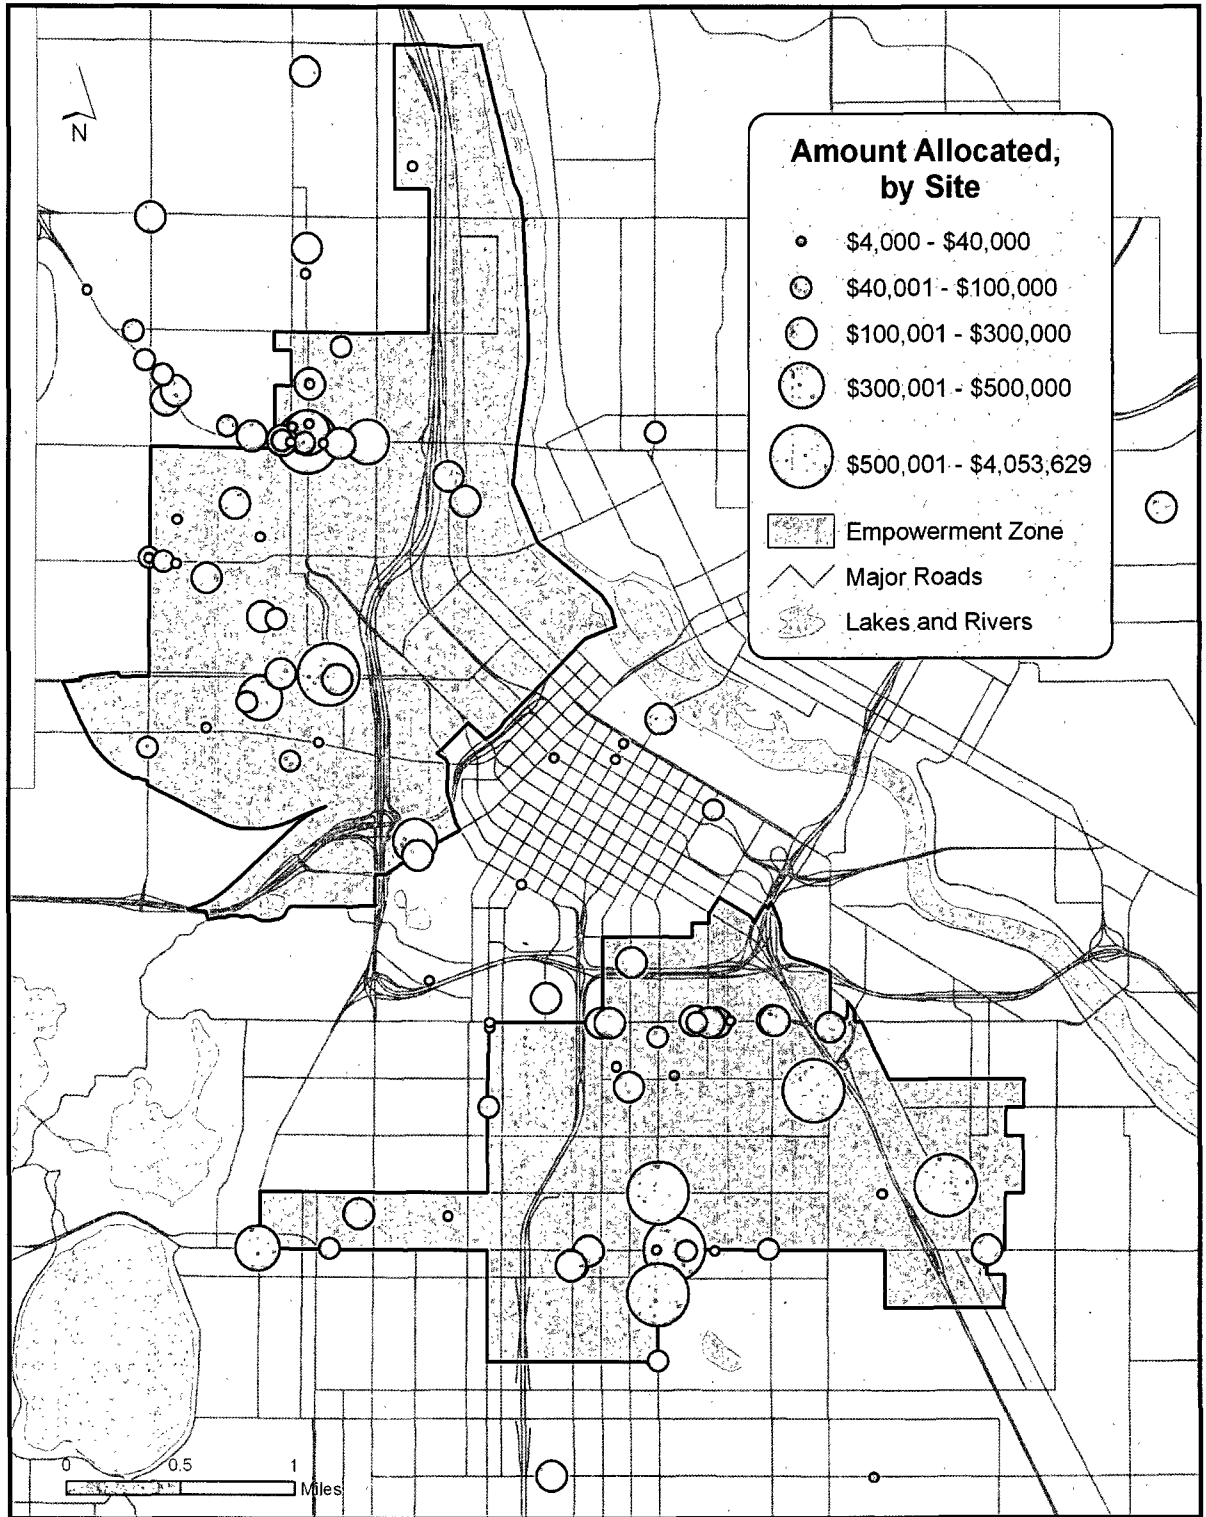 N
Amount Allocated,
by Site
$4,000 - $40,000
$40,001 - $100,000
$100,001 - $300,000
$300,001 - $500,000
$500,001 - $4,053,629
Empowerment Zone
Major Roads
Lakes and Rivers
0 0.5 1
Miles